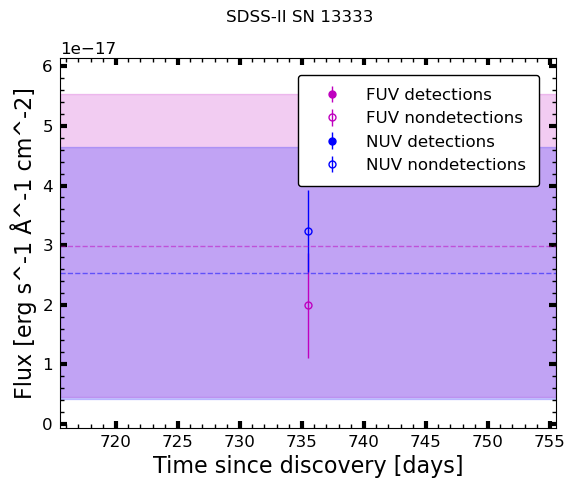 SDSS-II SN 13333
1e−17
6
5
4
3
2
1
0
Flux [erg s^-1 Å^-1 cm^-2]
FUV detections
FUV nondetections
NUV detections
NUV nondetections
720 725 730 735 740 745 750 755
Time since discovery [days]